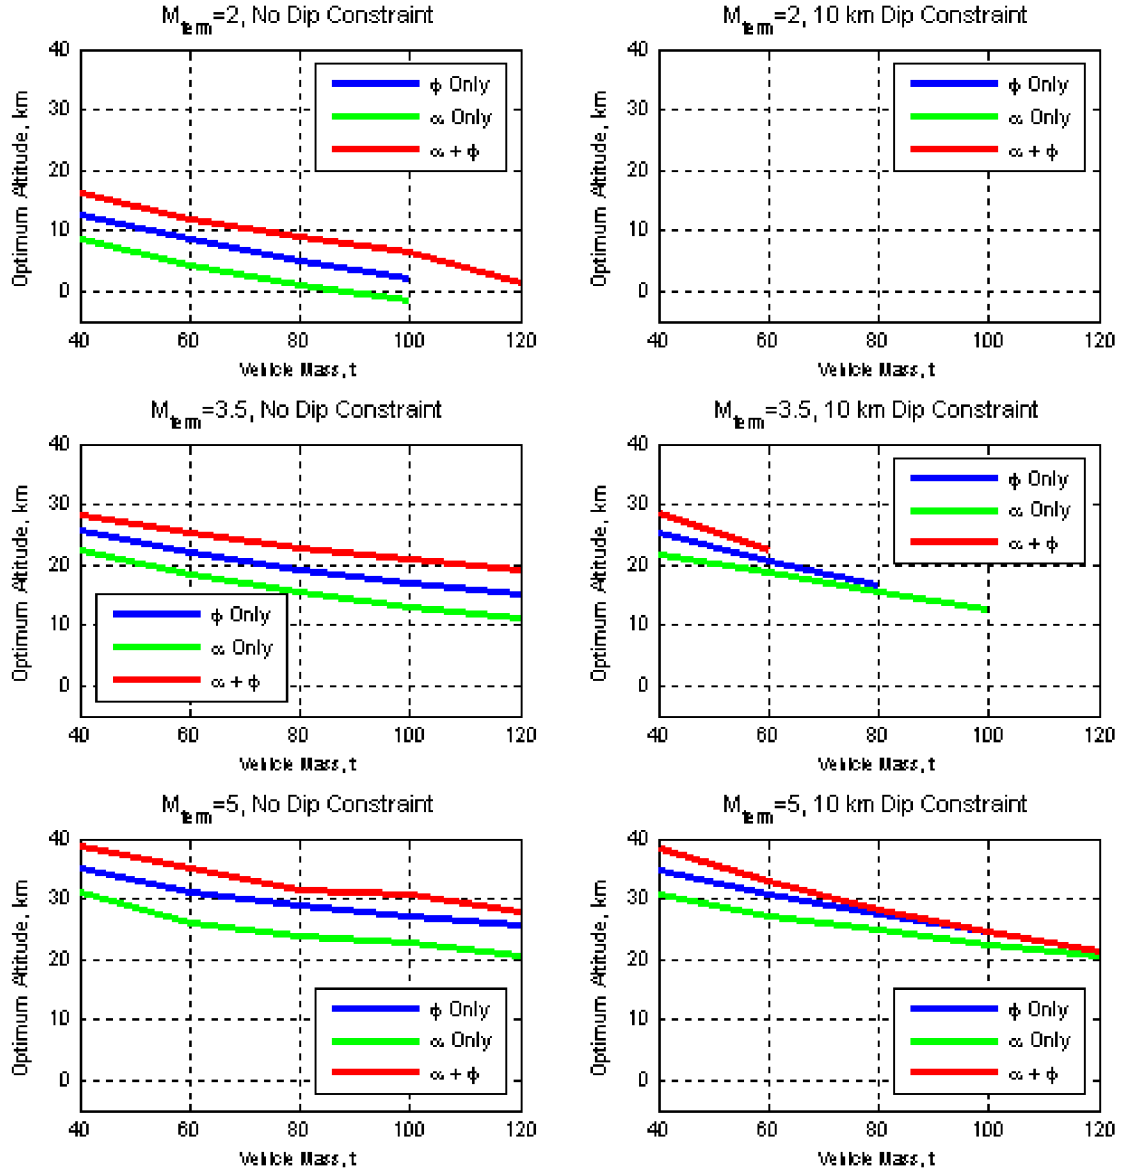 M_term=2, No Dip Constraint
40
30
20
10
0
40 60 80 100 120
Optimum Altitude, km
Vehicle Mass, t
ϕ Only
α Only
α + ϕ
M_term=2, 10 km Dip Constraint
40
30
20
10
0
40 60 80 100 120
Optimum Altitude, km
Vehicle Mass, t
ϕ Only
α Only
α + ϕ
M_term=3.5, No Dip Constraint
40
30
20
10
0
40 60 80 100 120
Optimum Altitude, km
Vehicle Mass, t
ϕ Only
α Only
α + ϕ
M_term=3.5, 10 km Dip Constraint
40
30
20
10
0
40 60 80 100 120
Optimum Altitude, km
Vehicle Mass, t
ϕ Only
α Only
α + ϕ
M_term=5, No Dip Constraint
40
30
20
10
0
40 60 80 100 120
Optimum Altitude, km
Vehicle Mass, t
ϕ Only
α Only
α + ϕ
M_term=5, 10 km Dip Constraint
40
30
20
10
0
40 60 80 100 120
Optimum Altitude, km
Vehicle Mass, t
ϕ Only
α Only
α + ϕ